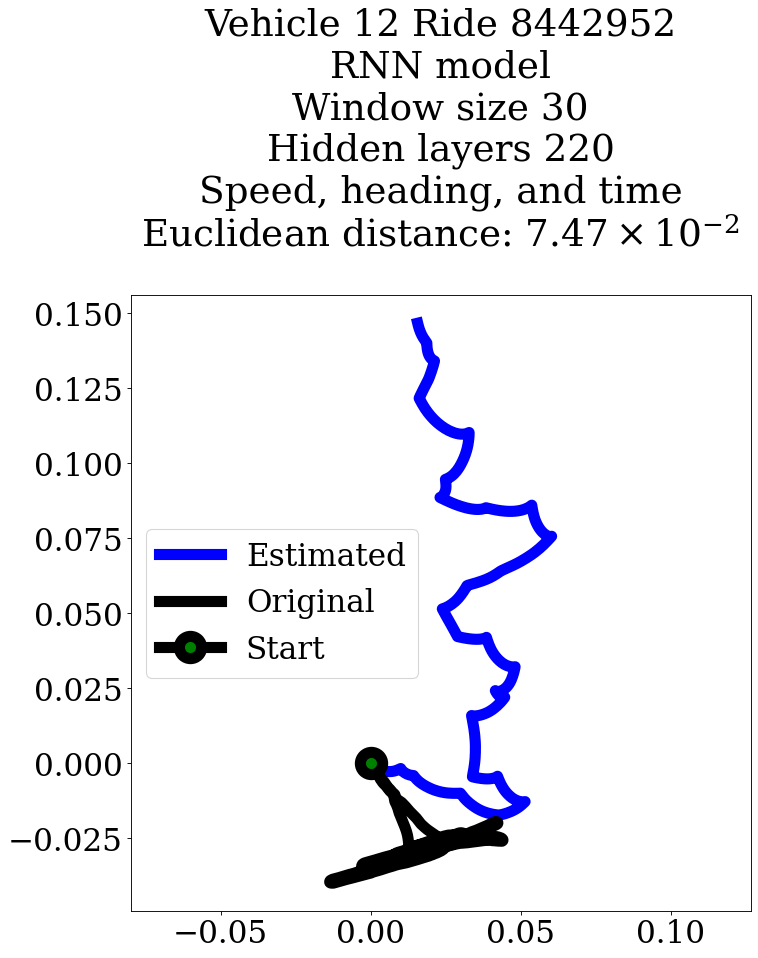 Vehicle 12 Ride 8442952
RNN model
Window size 30
Hidden layers 220
Speed, heading, and time
Euclidean distance: 7.47 × 10⁻²
0.150
0.125
0.100
0.075
0.050
0.025
0.000
−0.025
Estimated
Original
Start
−0.05 0.00 0.05 0.10